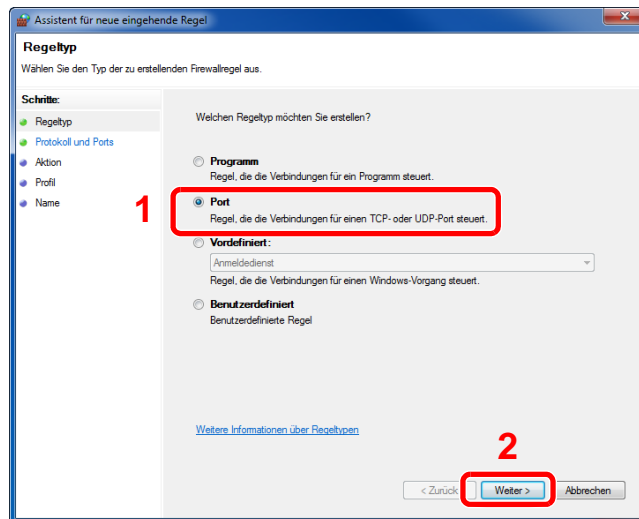 Assistent für neue eingehende Regel
Regeltyp
Wählen Sie den Typ der zu erstellenden Firewallregel aus.
Schritte:
Regeltyp
Protokoll und Ports
Aktion
Profil
Name
Welchen Regeltyp möchten Sie erstellen?
Programm
Regel, die die Verbindungen für ein Programm steuert.
1
Port
Regel, die die Verbindungen für einen TCP- oder UDP-Port steuert.
Vordefiniert:
Anmeldedienst
Regel, die die Verbindungen für einen Windows-Vorgang steuert.
Benutzerdefiniert
Benutzerdefinierte Regel
Weitere Informationen über Regeltypen
2
< Zurück
Weiter >
Abbrechen